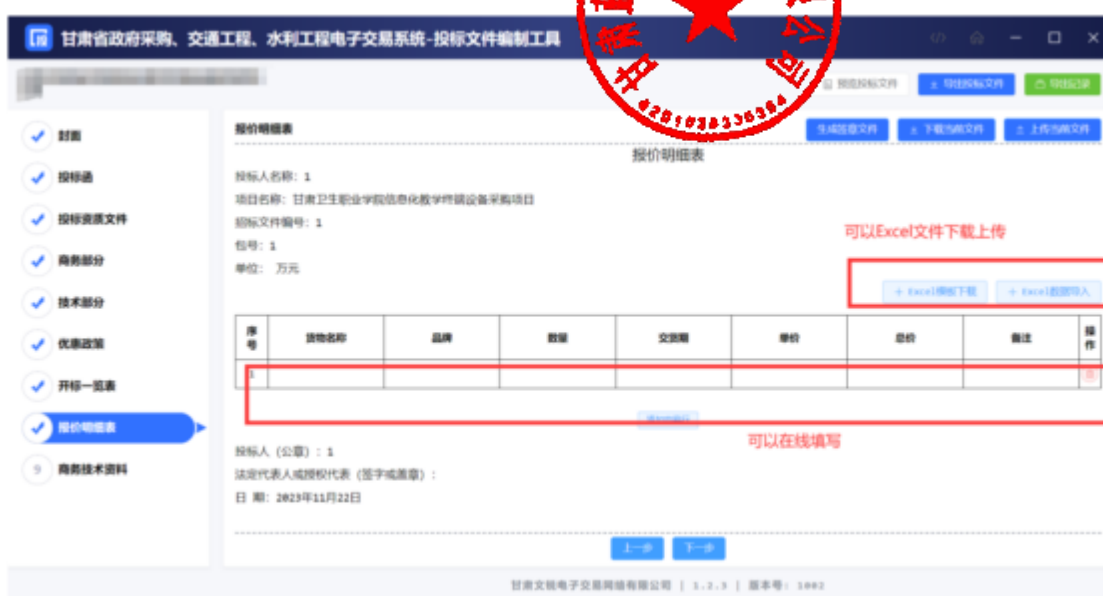 甘肃省政府采购、交通工程、水利工程电子交易系统-投标文件编制工具
预览投标文件
导出投标文件
导出记录
封面
投标函
投标资质文件
商务部分
技术部分
优惠政策
开标一览表
报价明细表
9 商务技术资料
报价明细表
生成签章文件
下载当前文件
上传当前文件
报价明细表
投标人名称: 1
项目名称: 甘肃卫生职业学院信息化教学终端设备采购项目
招标文件编号: 1
包号: 1
单位: 万元
可以Excel文件下载上传
+ Excel模板下载
+ Excel数据导入
序号 货物名称 品牌 数量 交货期 单价 总价 备注 操作
1
可以在线填写
投标人 (公章) : 1
法定代表人或授权代表 (签字或盖章) :
日 期: 2023年11月22日
上一步
下一步
甘肃文锐电子交易网络有限公司 | 1.2.3 | 版本号: 1002